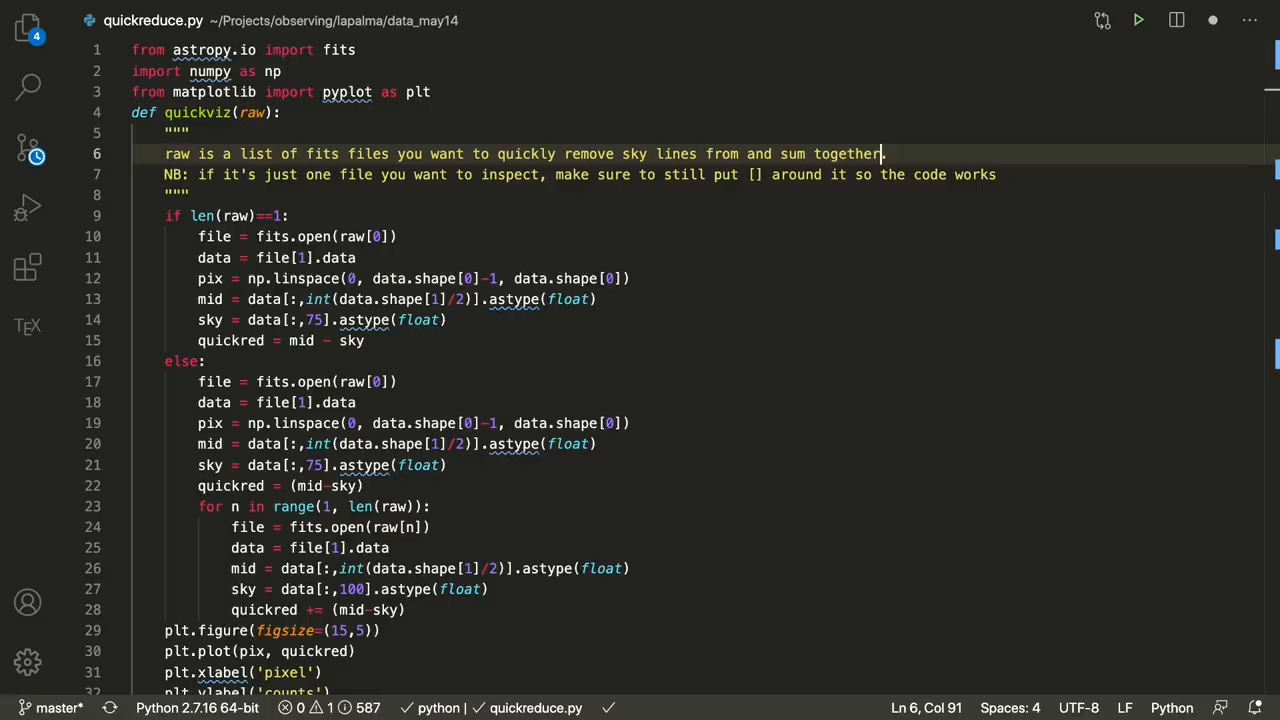 quickreduce.py ~/Projects/observing/lapalma/data_may14
4
1 from astropy.io import fits
2 import numpy as np
3 from matplotlib import pyplot as plt
4 def quickviz(raw):
5     """
6     raw is a list of fits files you want to quickly remove sky lines from and sum together.
7     NB: if it's just one file you want to inspect, make sure to still put [] around it so the code works
8     """
9     if len(raw)==1:
10         file = fits.open(raw[0])
11         data = file[1].data
12         pix = np.linspace(0, data.shape[0]-1, data.shape[0])
13         mid = data[:,int(data.shape[1]/2)].astype(float)
14         sky = data[:,75].astype(float)
15         quickred = mid - sky
16     else:
17         file = fits.open(raw[0])
18         data = file[1].data
19         pix = np.linspace(0, data.shape[0]-1, data.shape[0])
20         mid = data[:,int(data.shape[1]/2)].astype(float)
21         sky = data[:,75].astype(float)
22         quickred = (mid-sky)
23         for n in range(1, len(raw)):
24             file = fits.open(raw[n])
25             data = file[1].data
26             mid = data[:,int(data.shape[1]/2)].astype(float)
27             sky = data[:,100].astype(float)
28             quickred += (mid-sky)
29     plt.figure(figsize=(15,5))
30     plt.plot(pix, quickred)
31     plt.xlabel('pixel')
32     plt.ylabel('counts')
TEX
master* Python 2.7.16 64-bit 0 1 587 python | quickreduce.py Ln 6, Col 91 Spaces: 4 UTF-8 LF Python